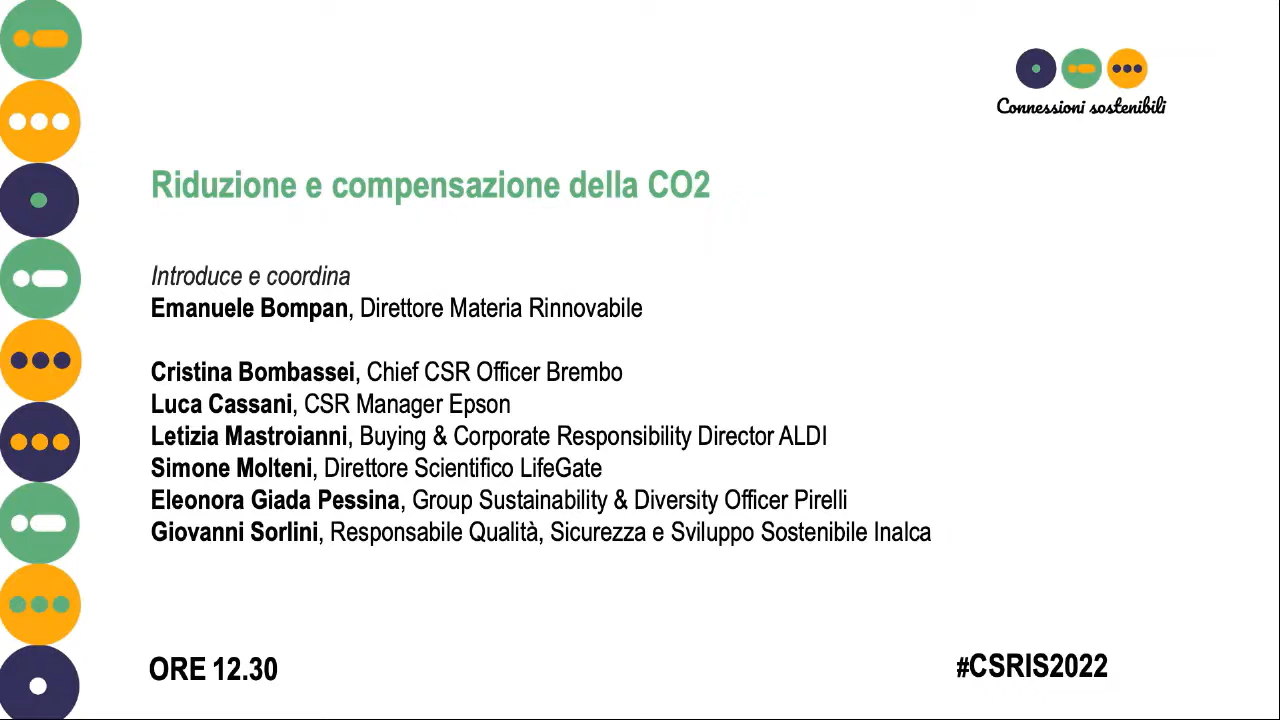 Connessioni sostenibili
Riduzione e compensazione della CO2
Introduce e coordina
Emanuele Bompan, Direttore Materia Rinnovabile
Cristina Bombassei, Chief CSR Officer Brembo
Luca Cassani, CSR Manager Epson
Letizia Mastroianni, Buying & Corporate Responsibility Director ALDI
Simone Molteni, Direttore Scientifico LifeGate
Eleonora Giada Pessina, Group Sustainability & Diversity Officer Pirelli
Giovanni Sorlini, Responsabile Qualità, Sicurezza e Sviluppo Sostenibile Inalca
ORE 12.30
#CSRIS2022